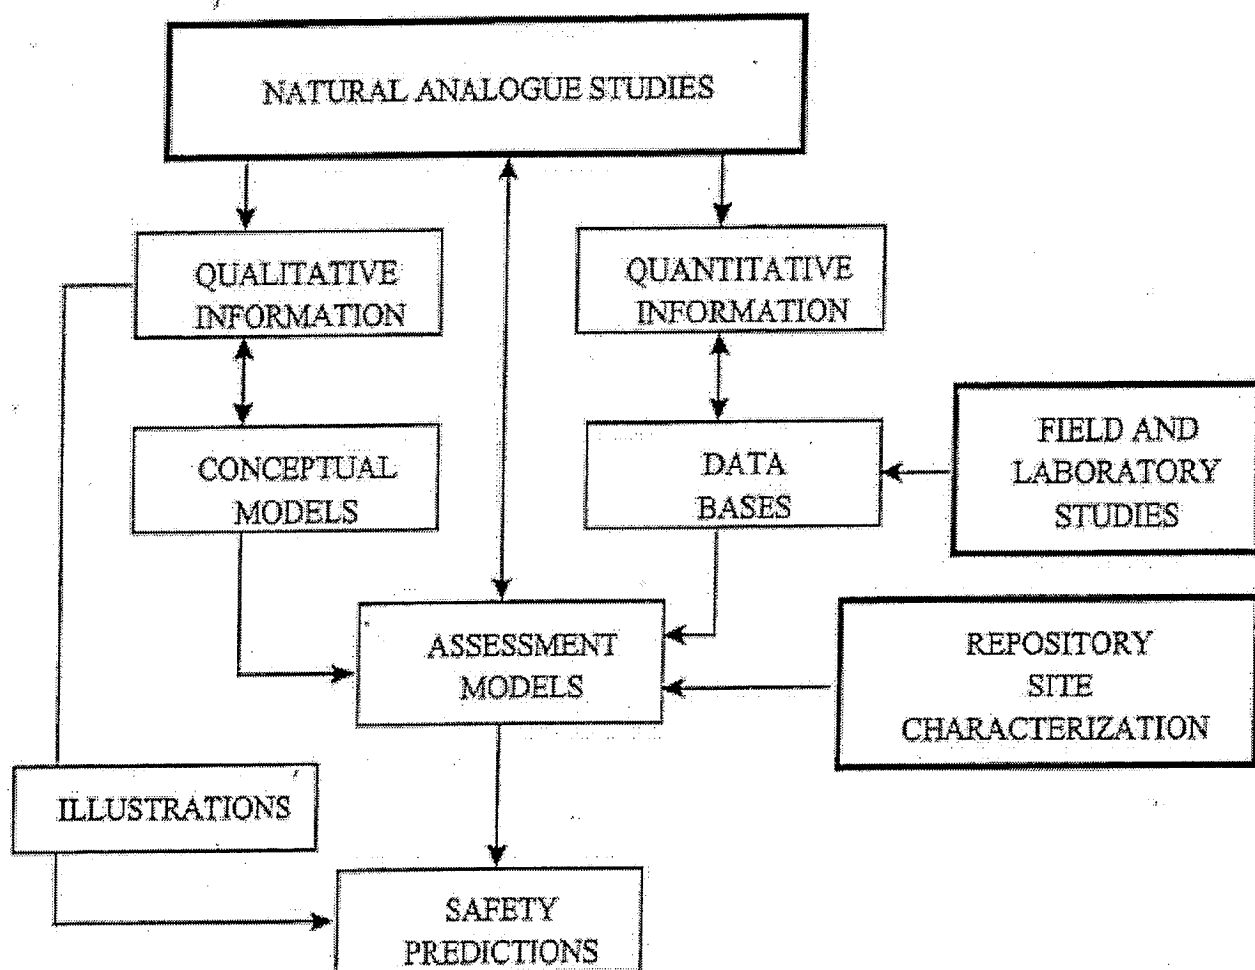 NATURAL ANALOGUE STUDIES
QUALITATIVE
INFORMATION
QUANTITATIVE
INFORMATION
CONCEPTUAL
MODELS
DATA
BASES
FIELD AND
LABORATORY
STUDIES
ASSESSMENT
MODELS
REPOSITORY
SITE
CHARACTERIZATION
ILLUSTRATIONS
SAFETY
PREDICTIONS